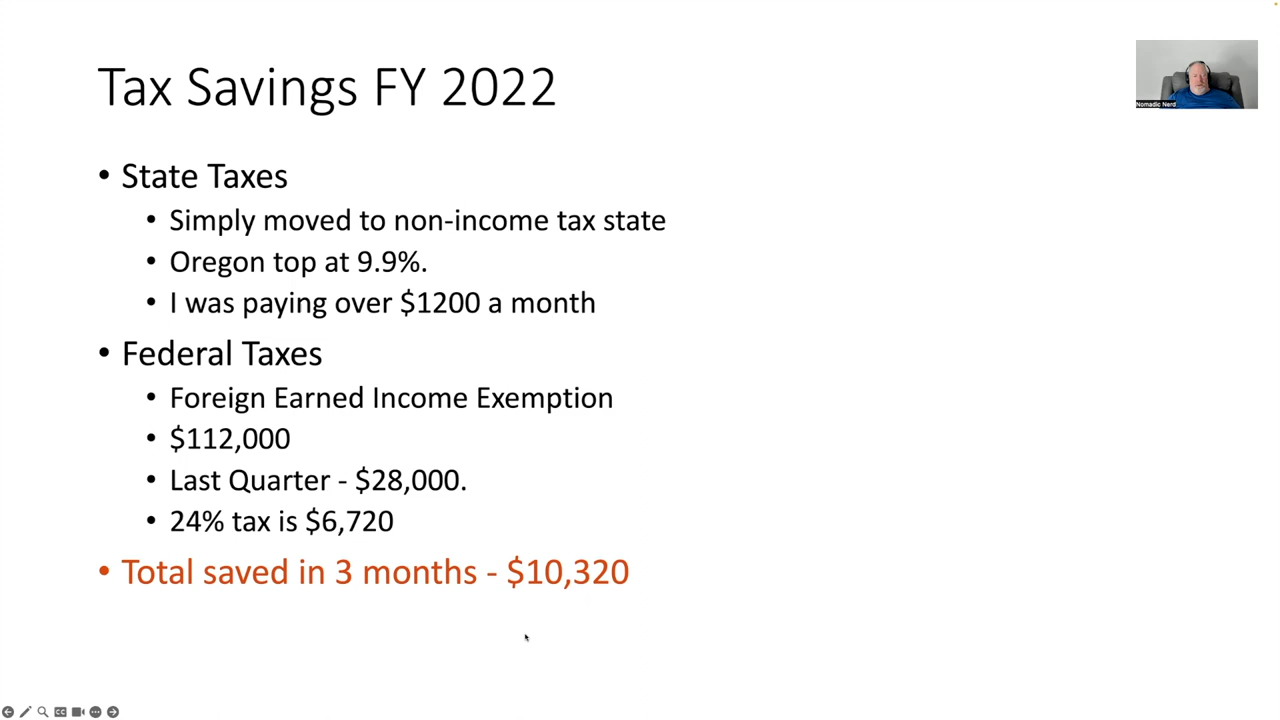 Tax Savings FY 2022
Nomadic Nerd
• State Taxes
• Simply moved to non-income tax state
• Oregon top at 9.9%.
• I was paying over $1200 a month
• Federal Taxes
• Foreign Earned Income Exemption
• $112,000
• Last Quarter - $28,000.
• 24% tax is $6,720
• Total saved in 3 months - $10,320
CC